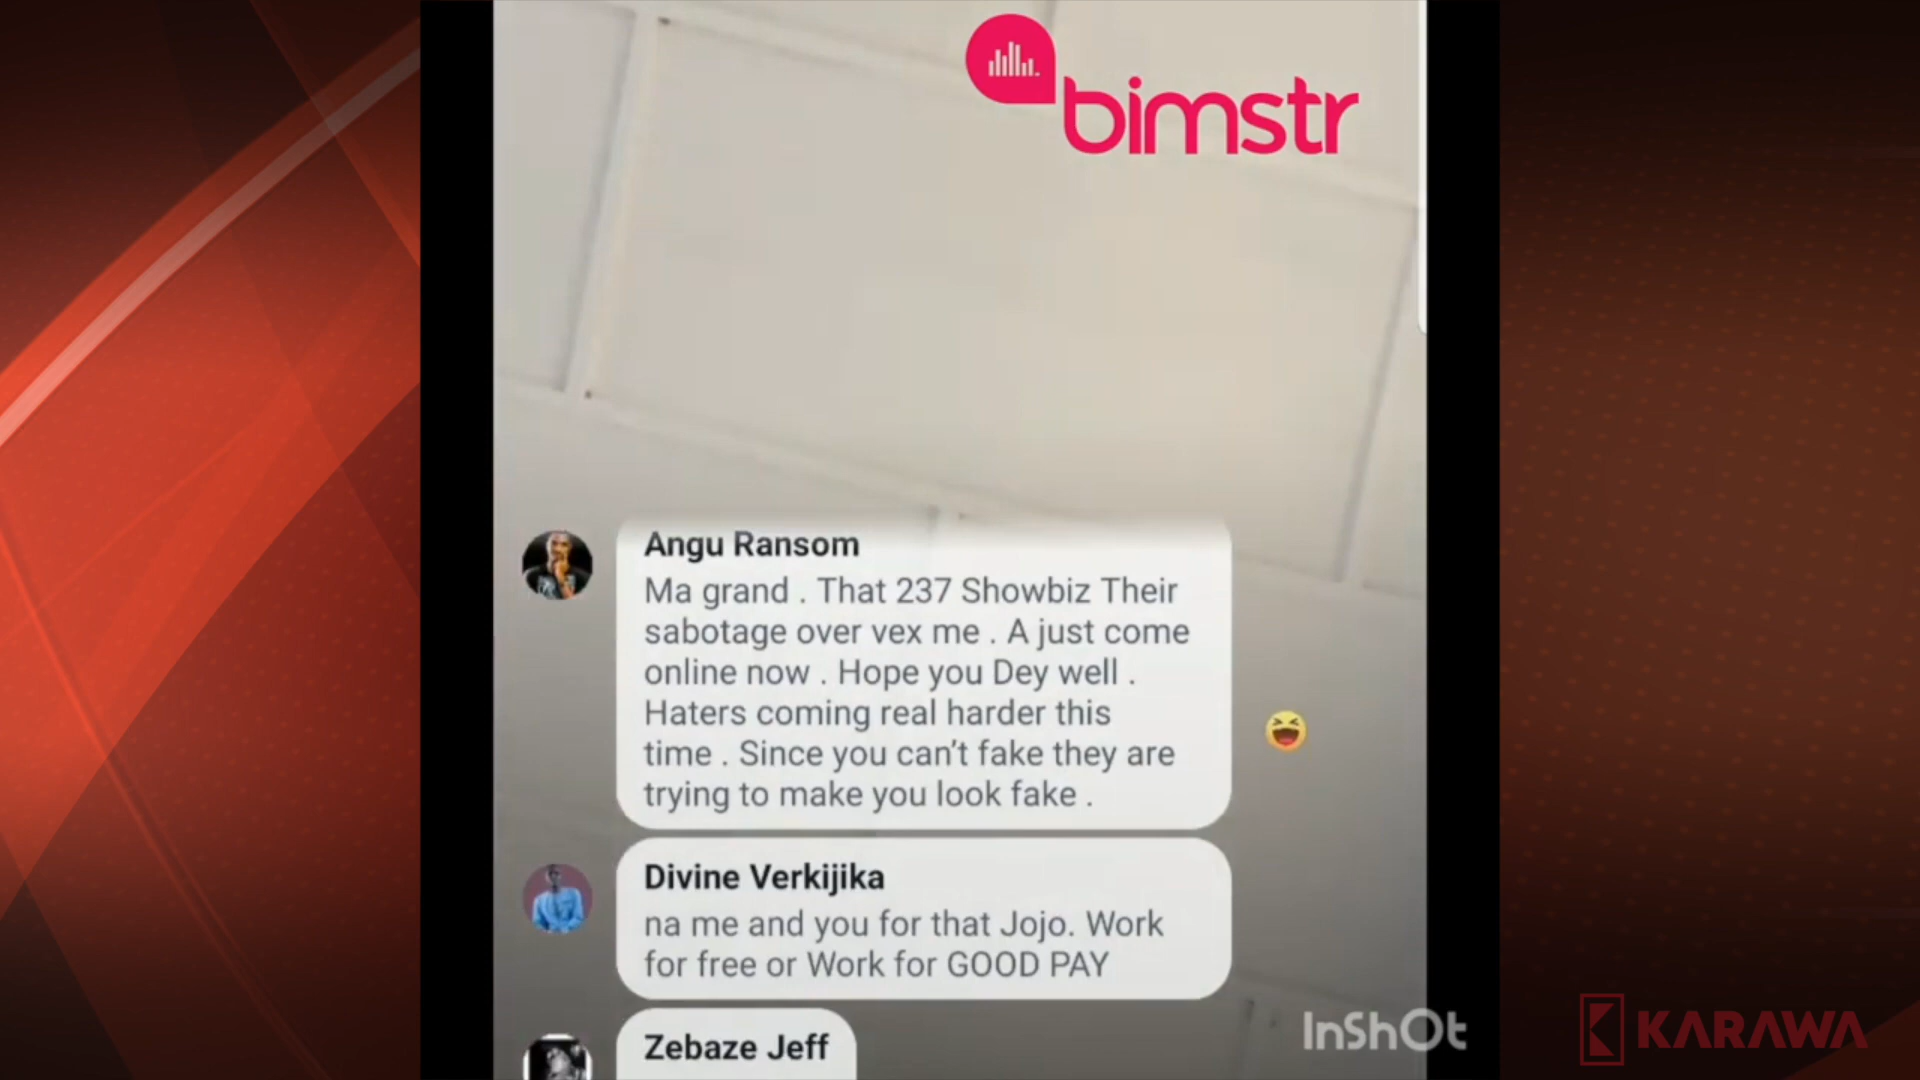 bimstr
Angu Ransom
Ma grand . That 237 Showbiz Their
sabotage over vex me . A just come
online now . Hope you Dey well .
Haters coming real harder this
time . Since you can't fake they are
trying to make you look fake .
Divine Verkijika
na me and you for that Jojo. Work
for free or Work for GOOD PAY
Zebaze Jeff
InShOt
KARAWA